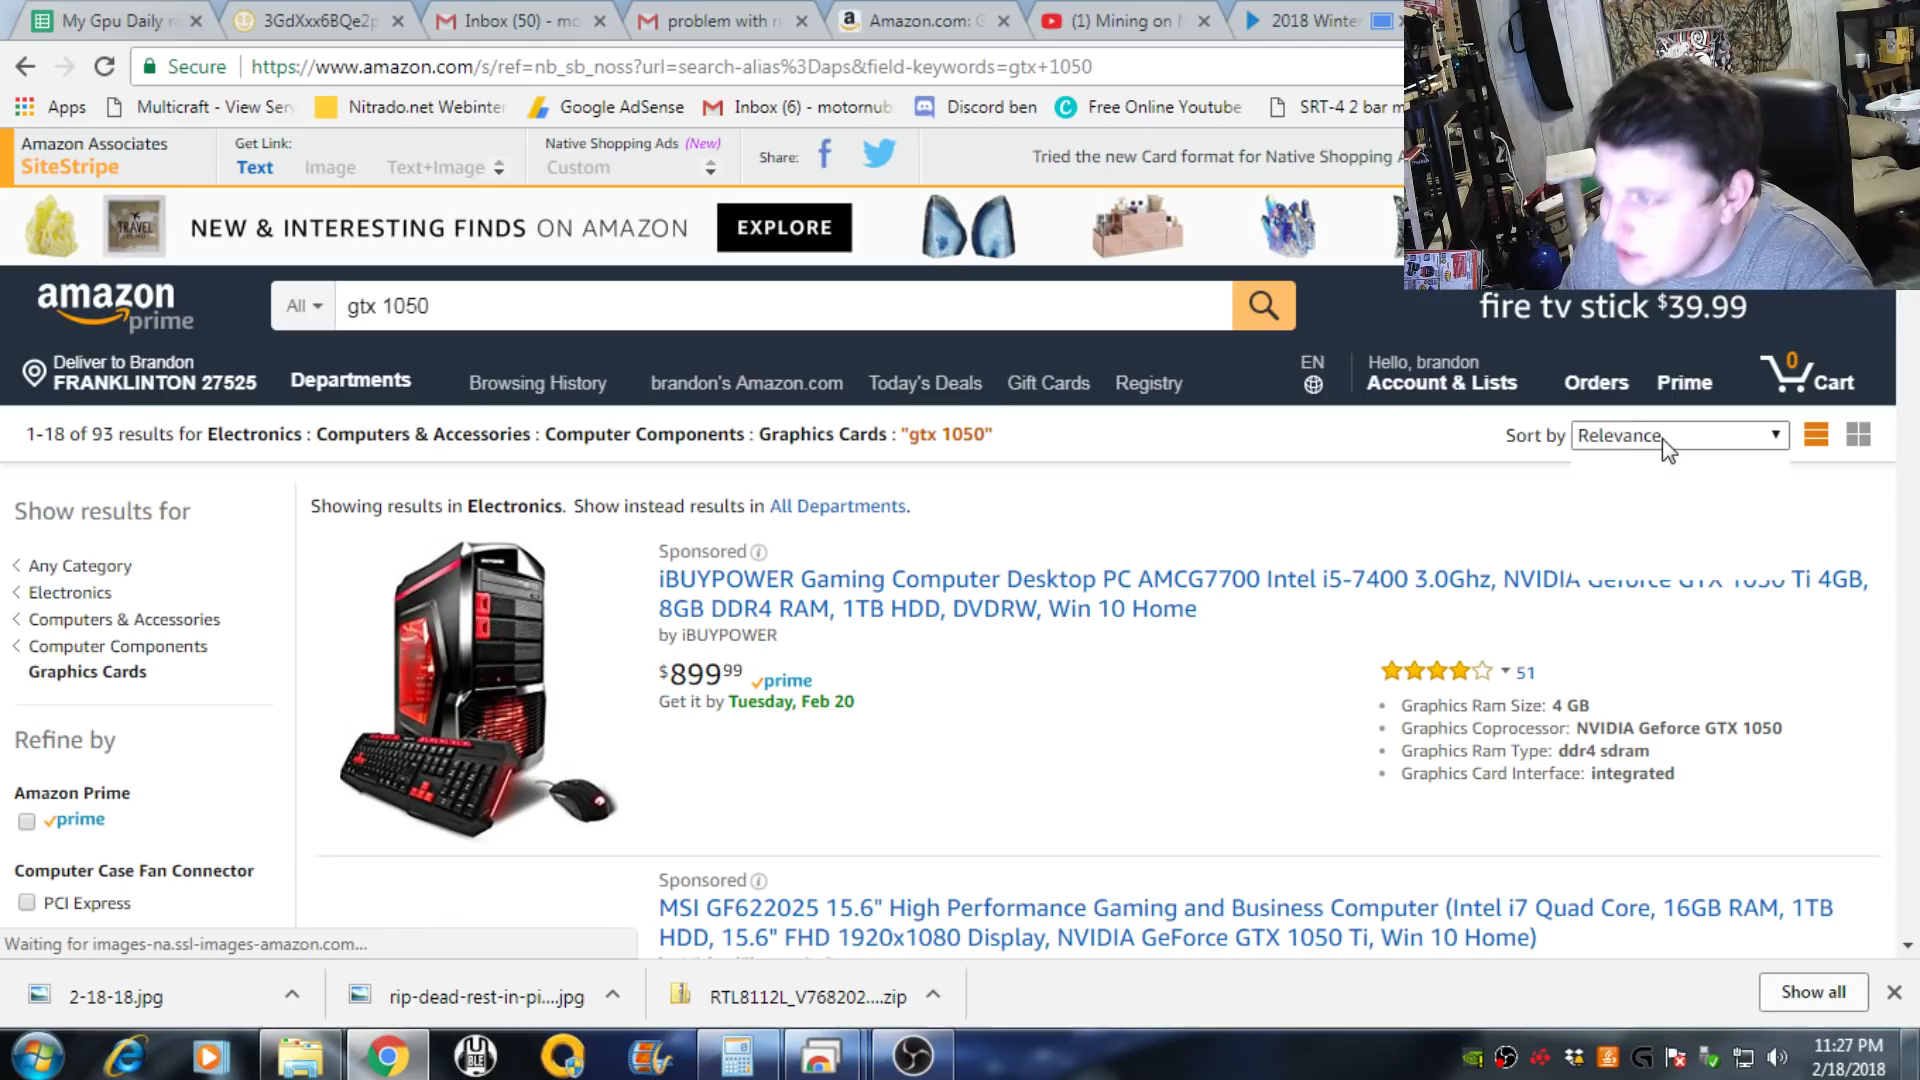 My Gpu Daily
3GdXxx6BQe2p
Inbox (50) - mo
problem with
Amazon.com: G
(1) Mining on
2018 Winter
Secure
https://www.amazon.com/s/ref=nb_sb_noss?url=search-alias%3Daps&field-keywords=gtx+1050
Apps
Multicraft - View Serv
Nitrado.net Webinter
Google AdSense
Inbox (6) - motornub
Discord ben
Free Online Youtube
SRT-4 2 bar m
Amazon Associates
SiteStripe
Get Link:
Text
Image
Text+Image
Native Shopping Ads (New)
Custom
Share:
Tried the new Card format for Native Shopping
TRAVEL
NEW & INTERESTING FINDS ON AMAZON
EXPLORE
amazon
prime
All
gtx 1050
fire tv stick $39.99
Deliver to Brandon
FRANKLINTON 27525
Departments
Browsing History
brandon's Amazon.com
Today's Deals
Gift Cards
Registry
EN
Hello, brandon
Account & Lists
Orders
Prime
0
Cart
1-18 of 93 results for Electronics : Computers & Accessories : Computer Components : Graphics Cards : "gtx 1050"
Sort by
Relevance
Show results for
Any Category
Electronics
Computers & Accessories
Computer Components
Graphics Cards
Refine by
Amazon Prime
prime
Computer Case Fan Connector
PCI Express
Showing results in Electronics. Show instead results in All Departments.
Sponsored
iBUYPOWER Gaming Computer Desktop PC AMCG7700 Intel i5-7400 3.0Ghz, NVIDIA Geforce GTX 1050 Ti 4GB,
8GB DDR4 RAM, 1TB HDD, DVDRW, Win 10 Home
by iBUYPOWER
$899 99 prime
Get it by Tuesday, Feb 20
51
Graphics Ram Size: 4 GB
Graphics Coprocessor: NVIDIA Geforce GTX 1050
Graphics Ram Type: ddr4 sdram
Graphics Card Interface: integrated
Sponsored
MSI GF622025 15.6" High Performance Gaming and Business Computer (Intel i7 Quad Core, 16GB RAM, 1TB
HDD, 15.6" FHD 1920x1080 Display, NVIDIA GeForce GTX 1050 Ti, Win 10 Home)
Waiting for images-na.ssl-images-amazon.com...
2-18-18.jpg
rip-dead-rest-in-pi....jpg
RTL8112L_V768202....zip
Show all
11:27 PM
2/18/2018